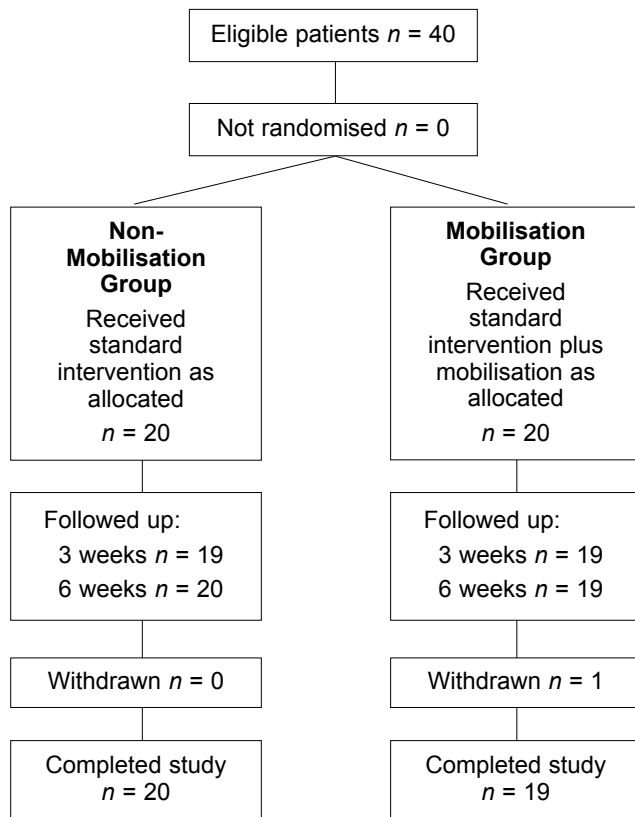 Eligible patients n = 40
Not randomised n = 0
Non-
Mobilisation
Group
Received
standard
intervention as
allocated
n = 20
Mobilisation
Group
Received
standard
intervention plus
mobilisation as
allocated
n = 20
Followed up:
3 weeks n = 19
6 weeks n = 20
Followed up:
3 weeks n = 19
6 weeks n = 19
Withdrawn n = 0
Withdrawn n = 1
Completed study
n = 20
Completed study
n = 19